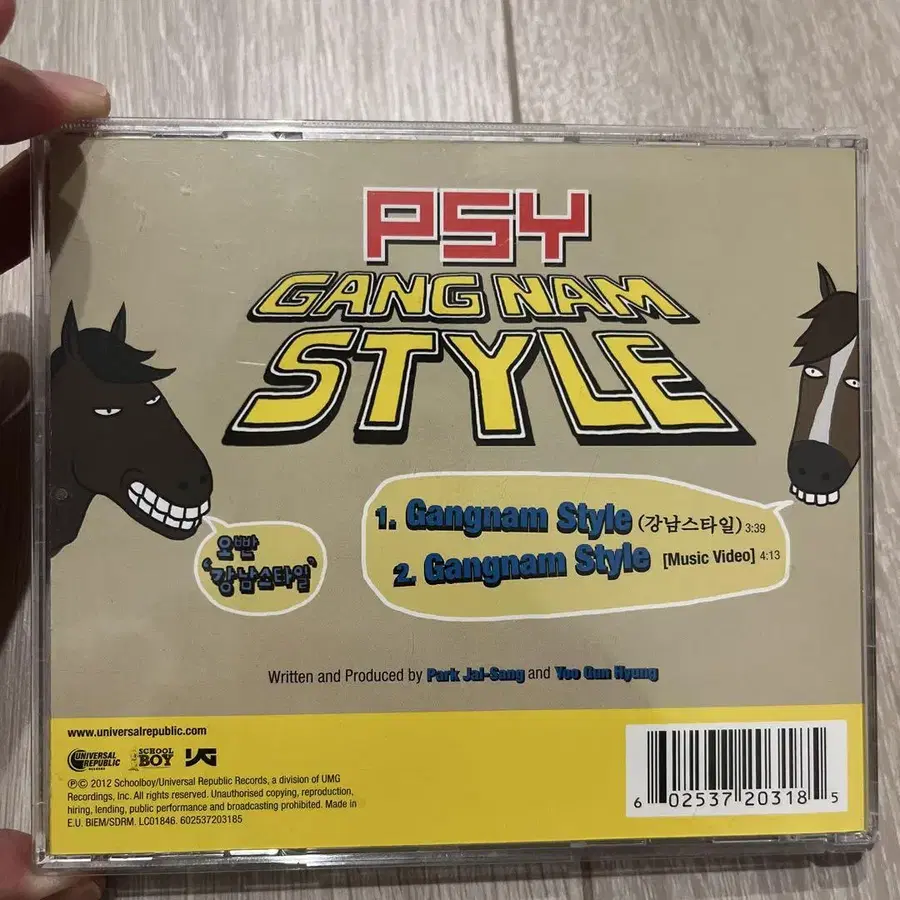 PSY
GANGNAM
STYLE
1. Gangnam Style (강남스타일) 3:39
2. Gangnam Style [Music Video] 4:13
오빤
‘강남스타일’
Written and Produced by Park Jai-Sang and Yoo Gun Hyung
www.universalrepublic.com
UNIVERSAL
REPUBLIC
RECORDS
SCHOOL
BOY
YG
℗© 2012 Schoolboy/Universal Republic Records, a division of UMG
Recordings, Inc. All rights reserved. Unauthorised copying, reproduction,
hiring, lending, public performance and broadcasting prohibited. Made in
E.U. BIEM/SDRM. LC01846. 602537203185
6 02537 20318 5